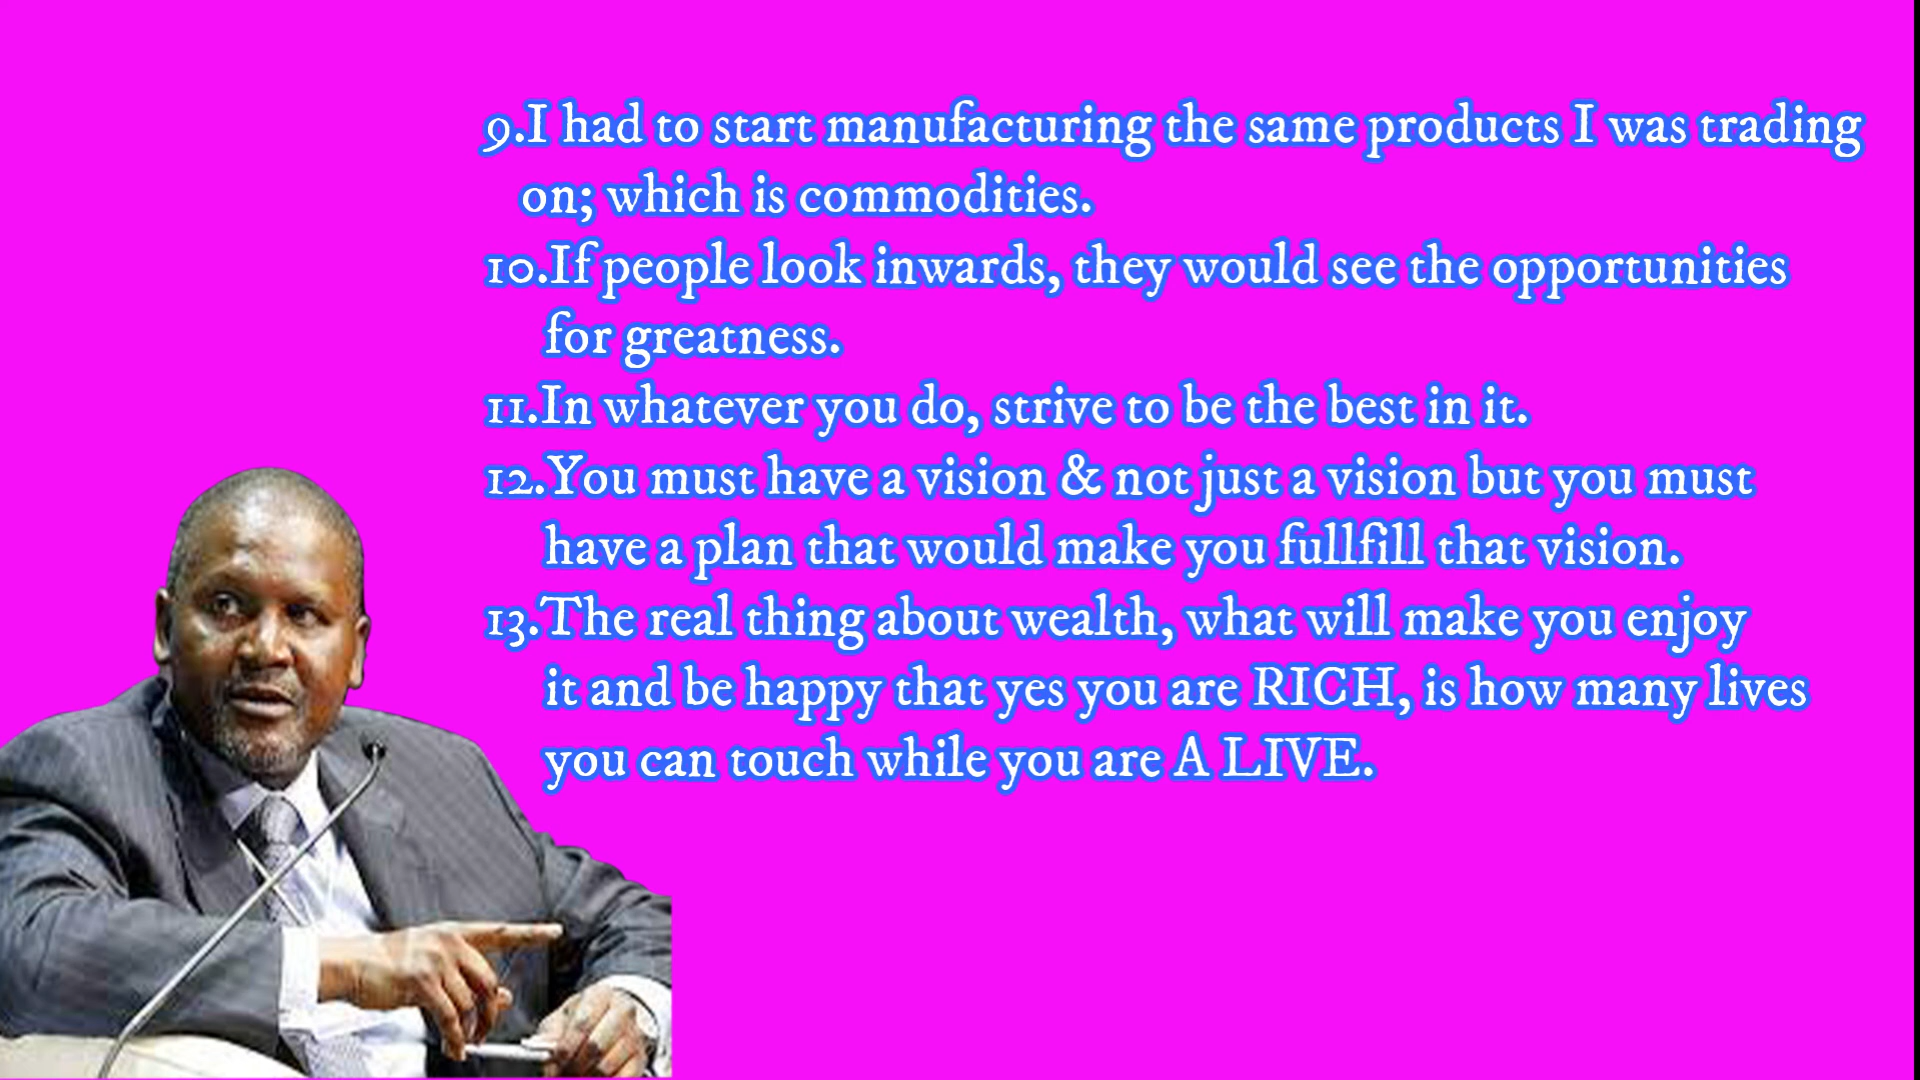 9.I had to start manufacturing the same products I was trading
on; which is commodities.
10.If people look inwards, they would see the opportunities
for greatness.
11.In whatever you do, strive to be the best in it.
12.You must have a vision & not just a vision but you must
have a plan that would make you fullfill that vision.
13.The real thing about wealth, what will make you enjoy
it and be happy that yes you are RICH, is how many lives
you can touch while you are A LIVE.